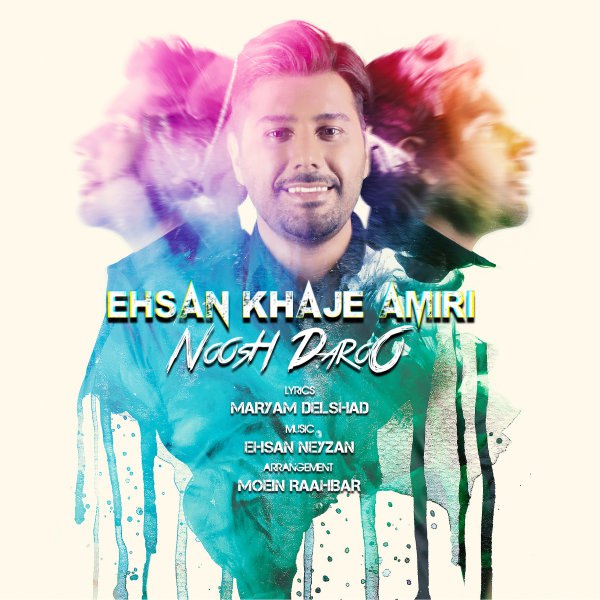 EHSAN KHAJE AMIRI
NOOSH DAROO
LYRICS
MARYAM DELSHAD
MUSIC
EHSAN NEYZAN
ARRANGEMENT
MOEIN RAAHBAR